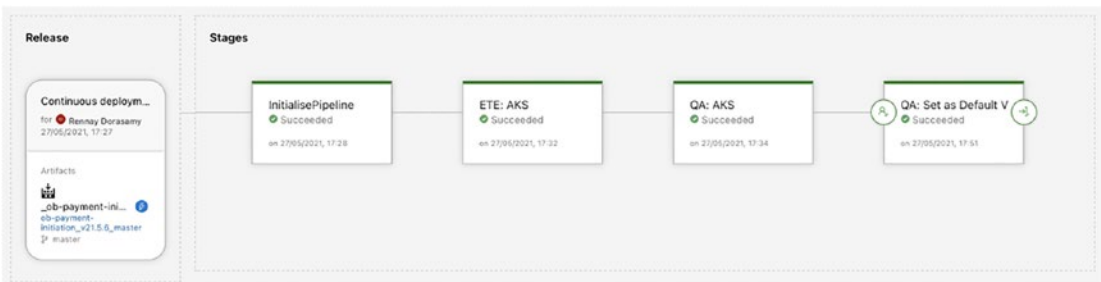 Release
Stages
Continuous deploym...
for Rennay Dorasamy
27/05/2021, 17:27
Artifacts
_ob-payment-ini...
ob-payment-
initiation_v21.5.6_master
master
InitialisePipeline
Succeeded
on 27/05/2021, 17:28
ETE: AKS
Succeeded
on 27/05/2021, 17:32
QA: AKS
Succeeded
on 27/05/2021, 17:34
QA: Set as Default V
Succeeded
on 27/05/2021, 17:51